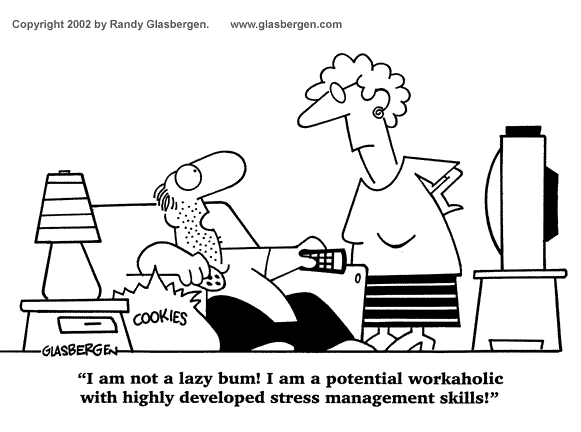 Copyright 2002 by Randy Glasbergen. www.glasbergen.com
COOKIES
GLASBERGEN
“I am not a lazy bum! I am a potential workaholic
with highly developed stress management skills!”